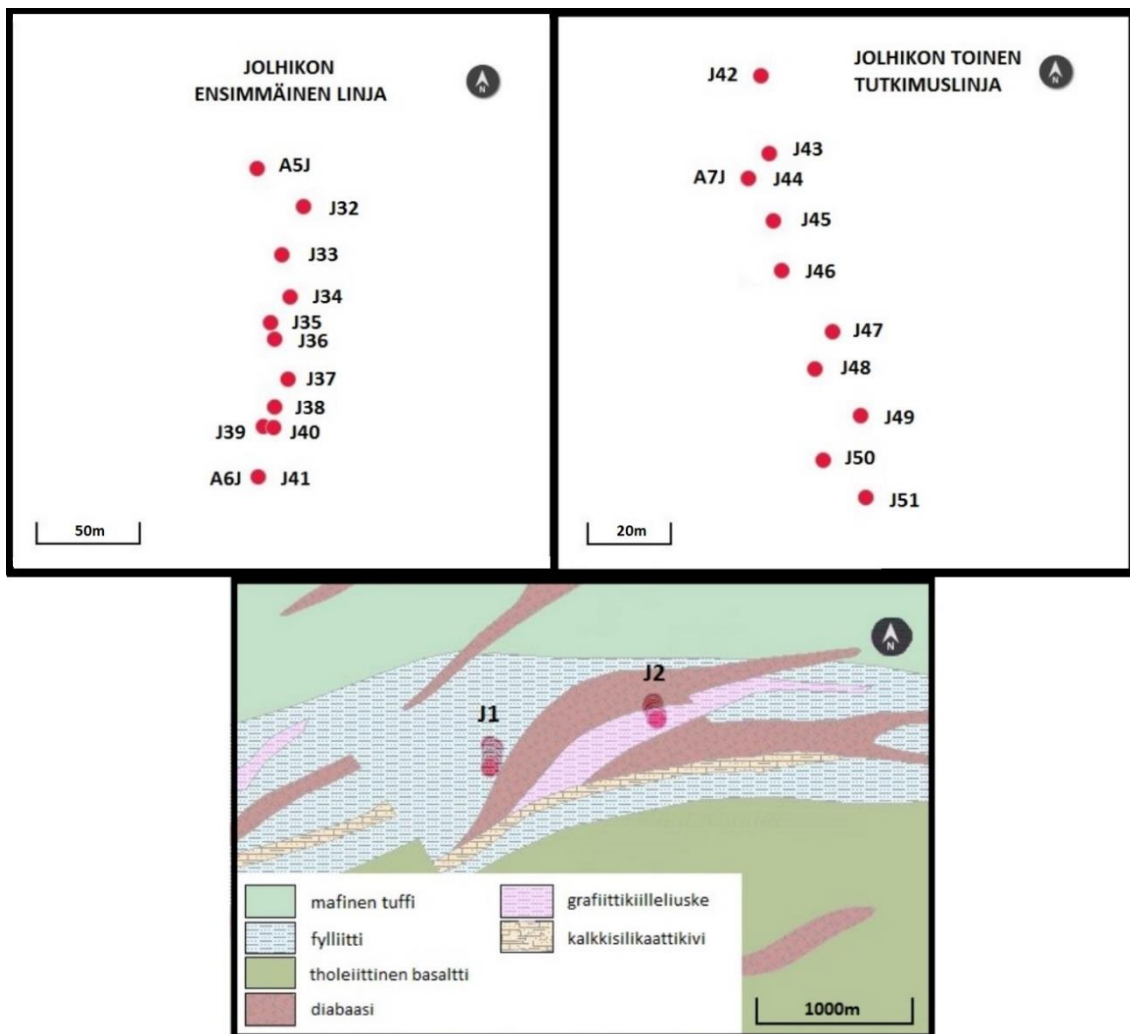 JOLHIKON
ENSIMMÄINEN LINJA
N
A5J
J32
J33
J34
J35
J36
J37
J38
J39 J40
A6J J41
50m
JOLHIKON TOINEN
TUTKIMUSLINJA
N
J42
J43
A7J J44
J45
J46
J47
J48
J49
J50
J51
20m
N
J1
J2
mafinen tuffi
fylliitti
tholeiittinen basaltti
diabaasi
grafiittikiilleliuske
kalkkisilikaattikivi
1000m